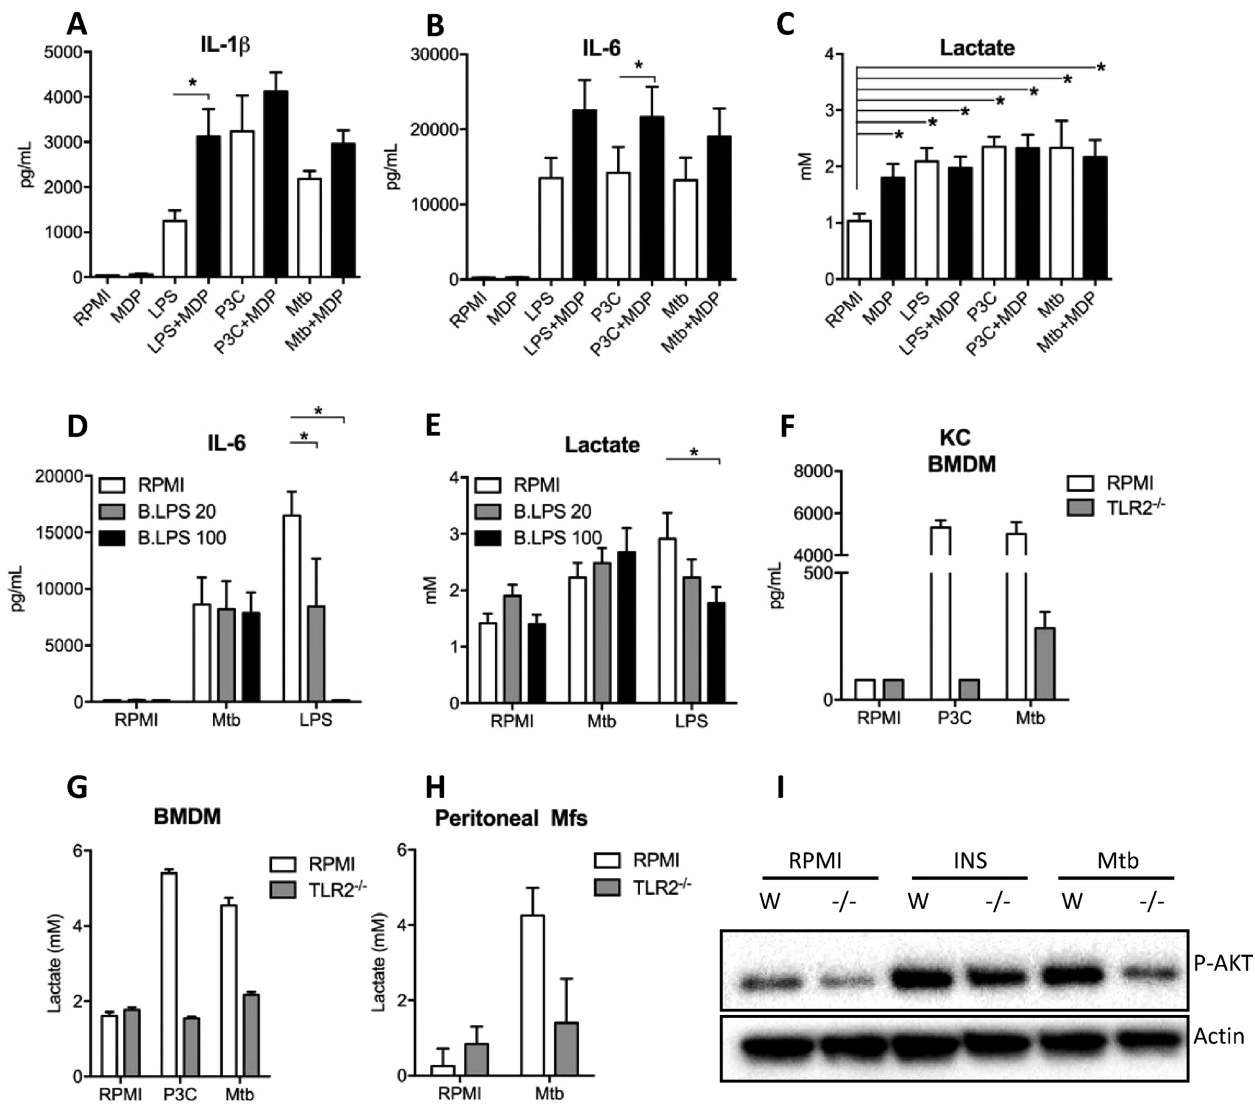 A
IL-1β
5000
4000
3000
2000
1000
0
pg/mL
*
RPMI
MDP
LPS
LPS+MDP
P3C
P3C+MDP
Mtb
Mtb+MDP
B
IL-6
30000
20000
10000
0
pg/mL
*
RPMI
MDP
LPS
LPS+MDP
P3C
P3C+MDP
Mtb
Mtb+MDP
C
Lactate
4
3
2
1
0
mM
*
*
*
*
*
*
*
RPMI
MDP
LPS
LPS+MDP
P3C
P3C+MDP
Mtb
Mtb+MDP
D
IL-6
*
*
20000
15000
10000
5000
0
pg/mL
RPMI
B.LPS 20
B.LPS 100
RPMI Mtb LPS
E
Lactate
*
4
3
2
1
0
mM
RPMI
B.LPS 20
B.LPS 100
RPMI Mtb LPS
F
KC
BMDM
8000
6000
4000
500
0
pg/mL
RPMI
TLR2-/-
RPMI P3C Mtb
G
BMDM
6
4
2
0
Lactate (mM)
RPMI
TLR2-/-
RPMI P3C Mtb
H
Peritoneal Mfs
6
4
2
0
Lactate (mM)
RPMI
TLR2-/-
RPMI Mtb
I
RPMI INS Mtb
W -/- W -/- W -/-
P-AKT
Actin